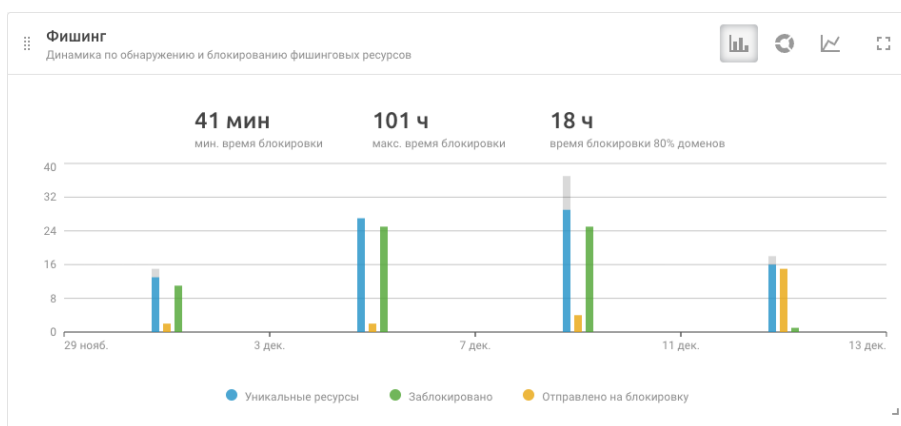 Фишинг
Динамика по обнаружению и блокированию фишинговых ресурсов
41 мин
мин. время блокировки
101 ч
макс. время блокировки
18 ч
время блокировки 80% доменов
40
32
24
16
8
0
29 нояб.
3 дек.
7 дек.
11 дек.
13 дек.
Уникальные ресурсы
Заблокировано
Отправлено на блокировку